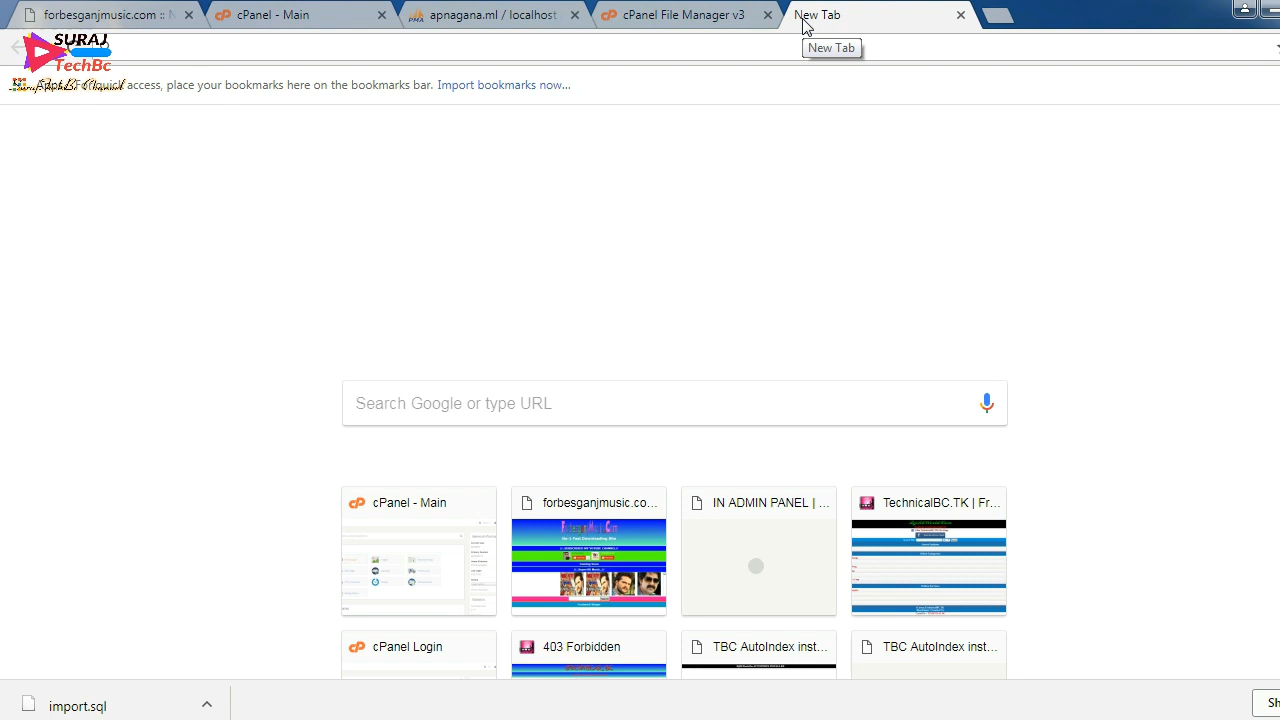 forbesganjmusic.com :: N
cPanel - Main
apnagana.ml / localhost
cPanel File Manager v3
New Tab
New Tab
SURAJ
TechBc
access, place your bookmarks here on the bookmarks bar. Import bookmarks now...
Search Google or type URL
cPanel - Main
forbesganjmusic.co...
IN ADMIN PANEL | ...
TechnicalBC.TK | Fr...
cPanel Login
403 Forbidden
TBC AutoIndex inst...
TBC AutoIndex inst...
import.sql
Sh